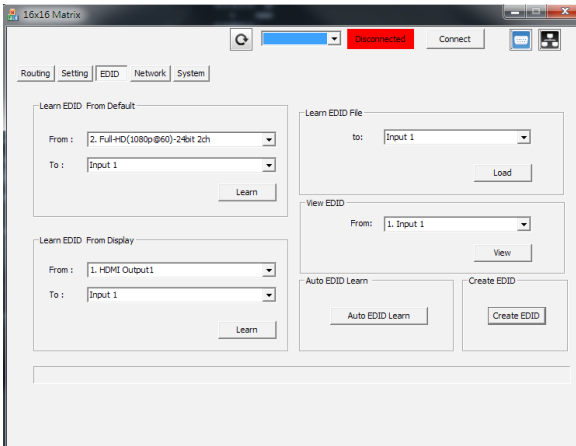 16x16 Matrix
Disconnected
Connect
Routing Setting EDID Network System
Learn EDID From Default
From : 2. Full-HD(1080p@60)-24bit 2ch
To : Input 1
Learn
Learn EDID From Display
From : 1. HDMI Output1
To : Input 1
Learn
Learn EDID File
to: Input 1
Load
View EDID
From: 1. Input 1
View
Auto EDID Learn
Auto EDID Learn
Create EDID
Create EDID